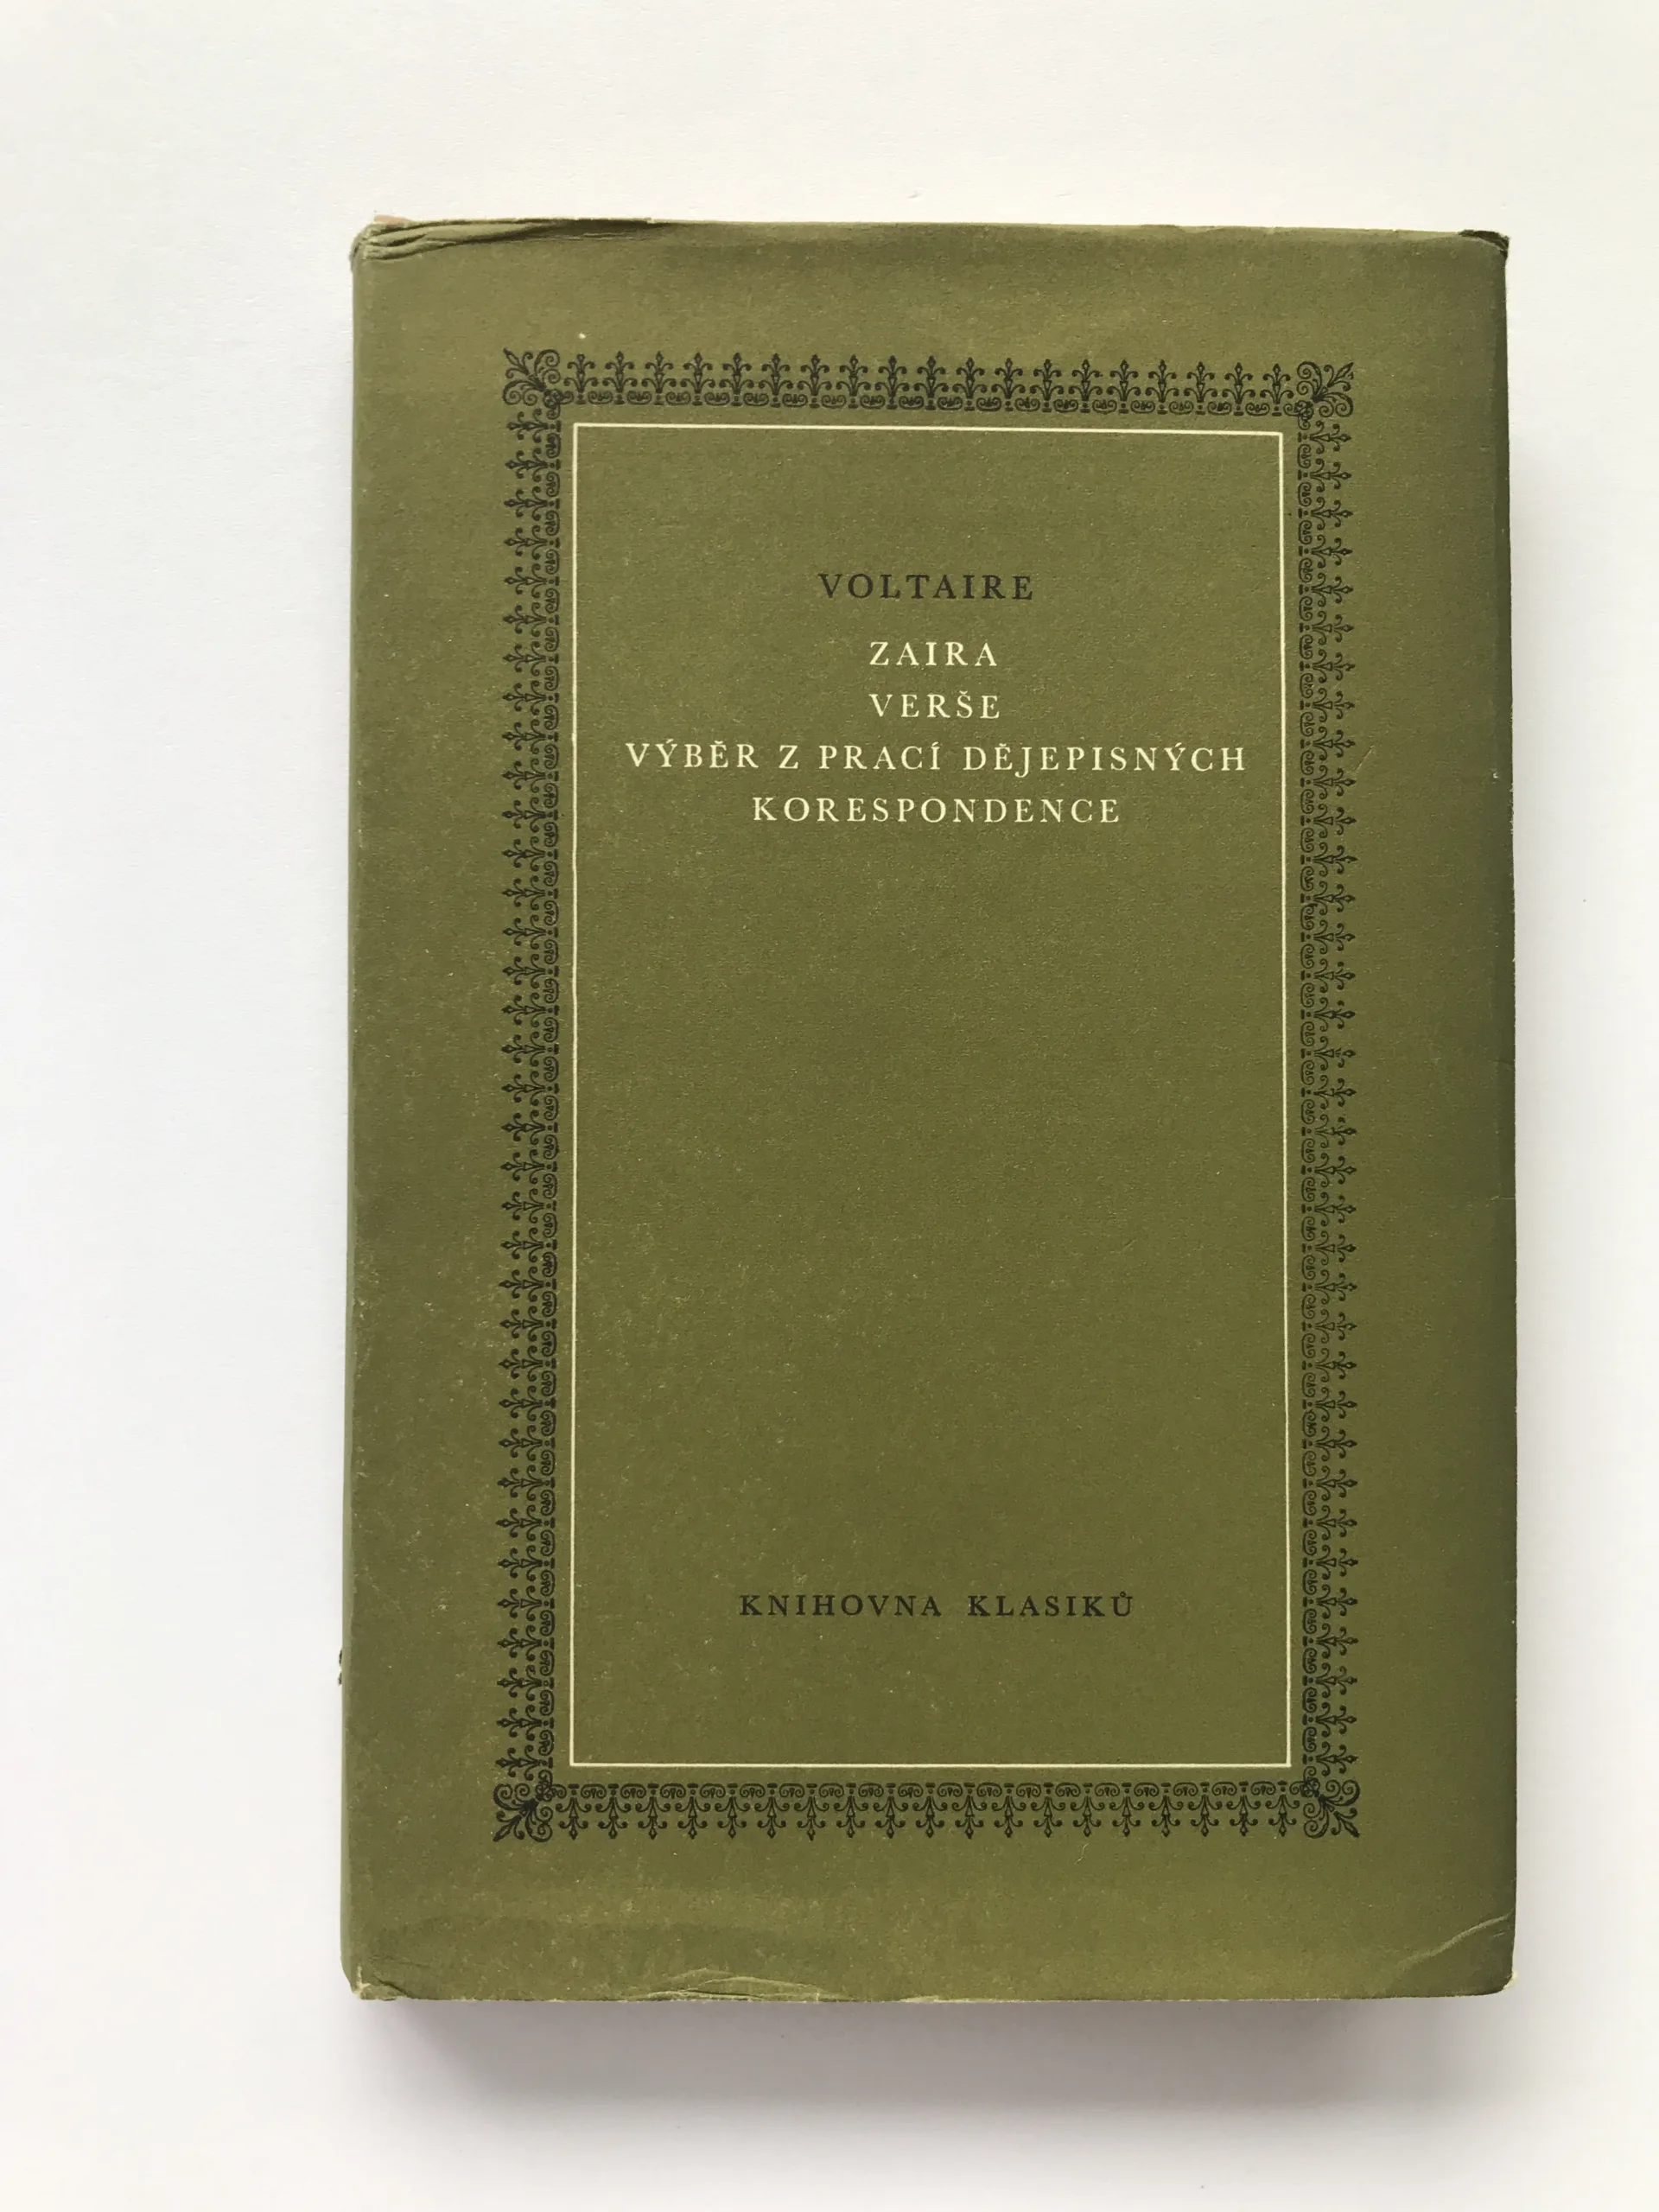 VOLTAIRE
ZAIRA
VERŠE
VÝBĚR Z PRACÍ DĚJEPISNÝCH
KORESPONDENCE
KNIHOVNA KLASIKŮ